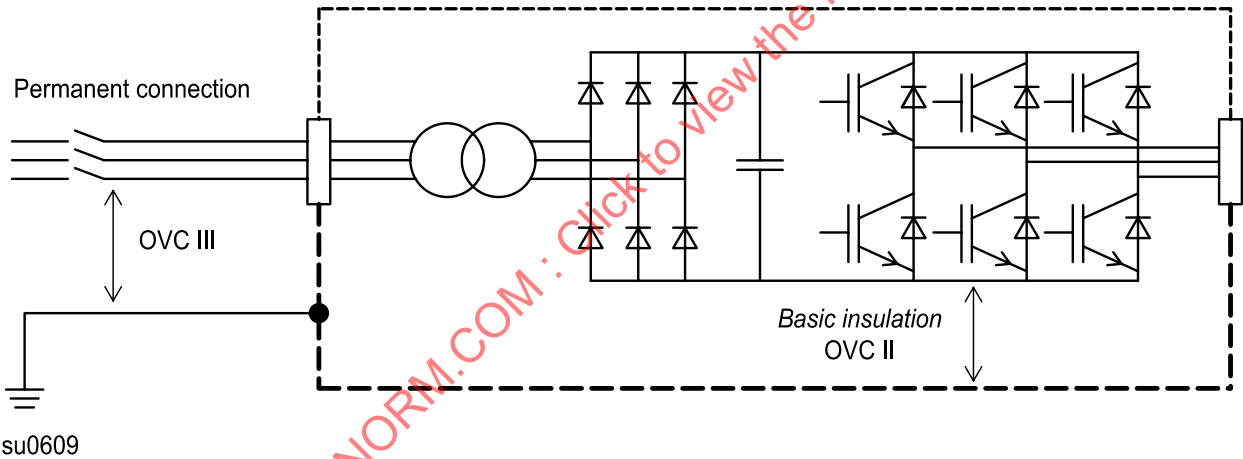 Permanent connection
OVC III
Basic insulation
OVC II
su0609
NORM.COM : Click to view the